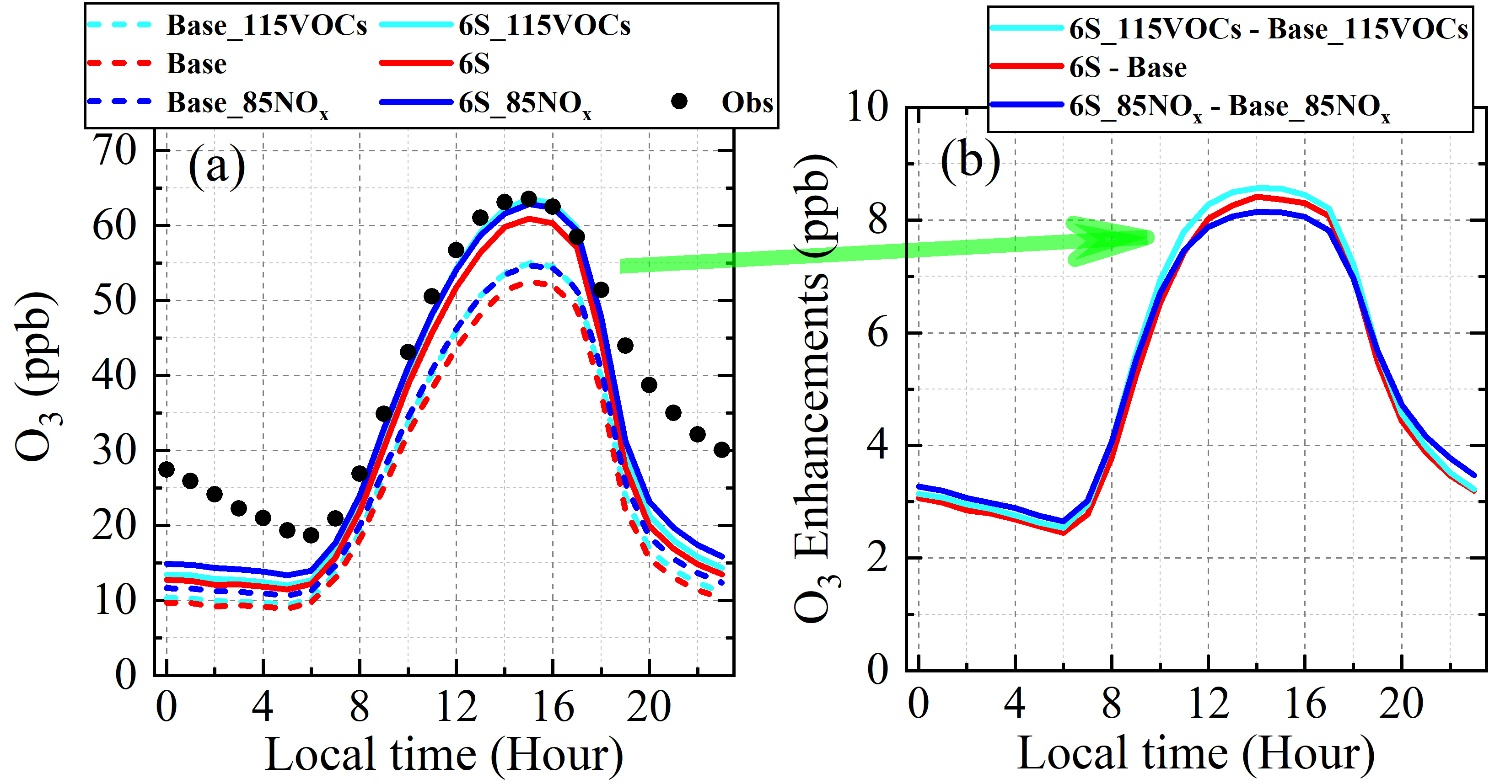 Base_115VOCs 6S_115VOCs
Base 6S
Base_85NOx 6S_85NOx Obs
(a)
70
60
50
40
30
20
10
0
O3 (ppb)
0 4 8 12 16 20
Local time (Hour)
6S_115VOCs - Base_115VOCs
6S - Base
6S_85NOx - Base_85NOx
(b)
10
8
6
4
2
0
O3 Enhancements (ppb)
0 4 8 12 16 20
Local time (Hour)